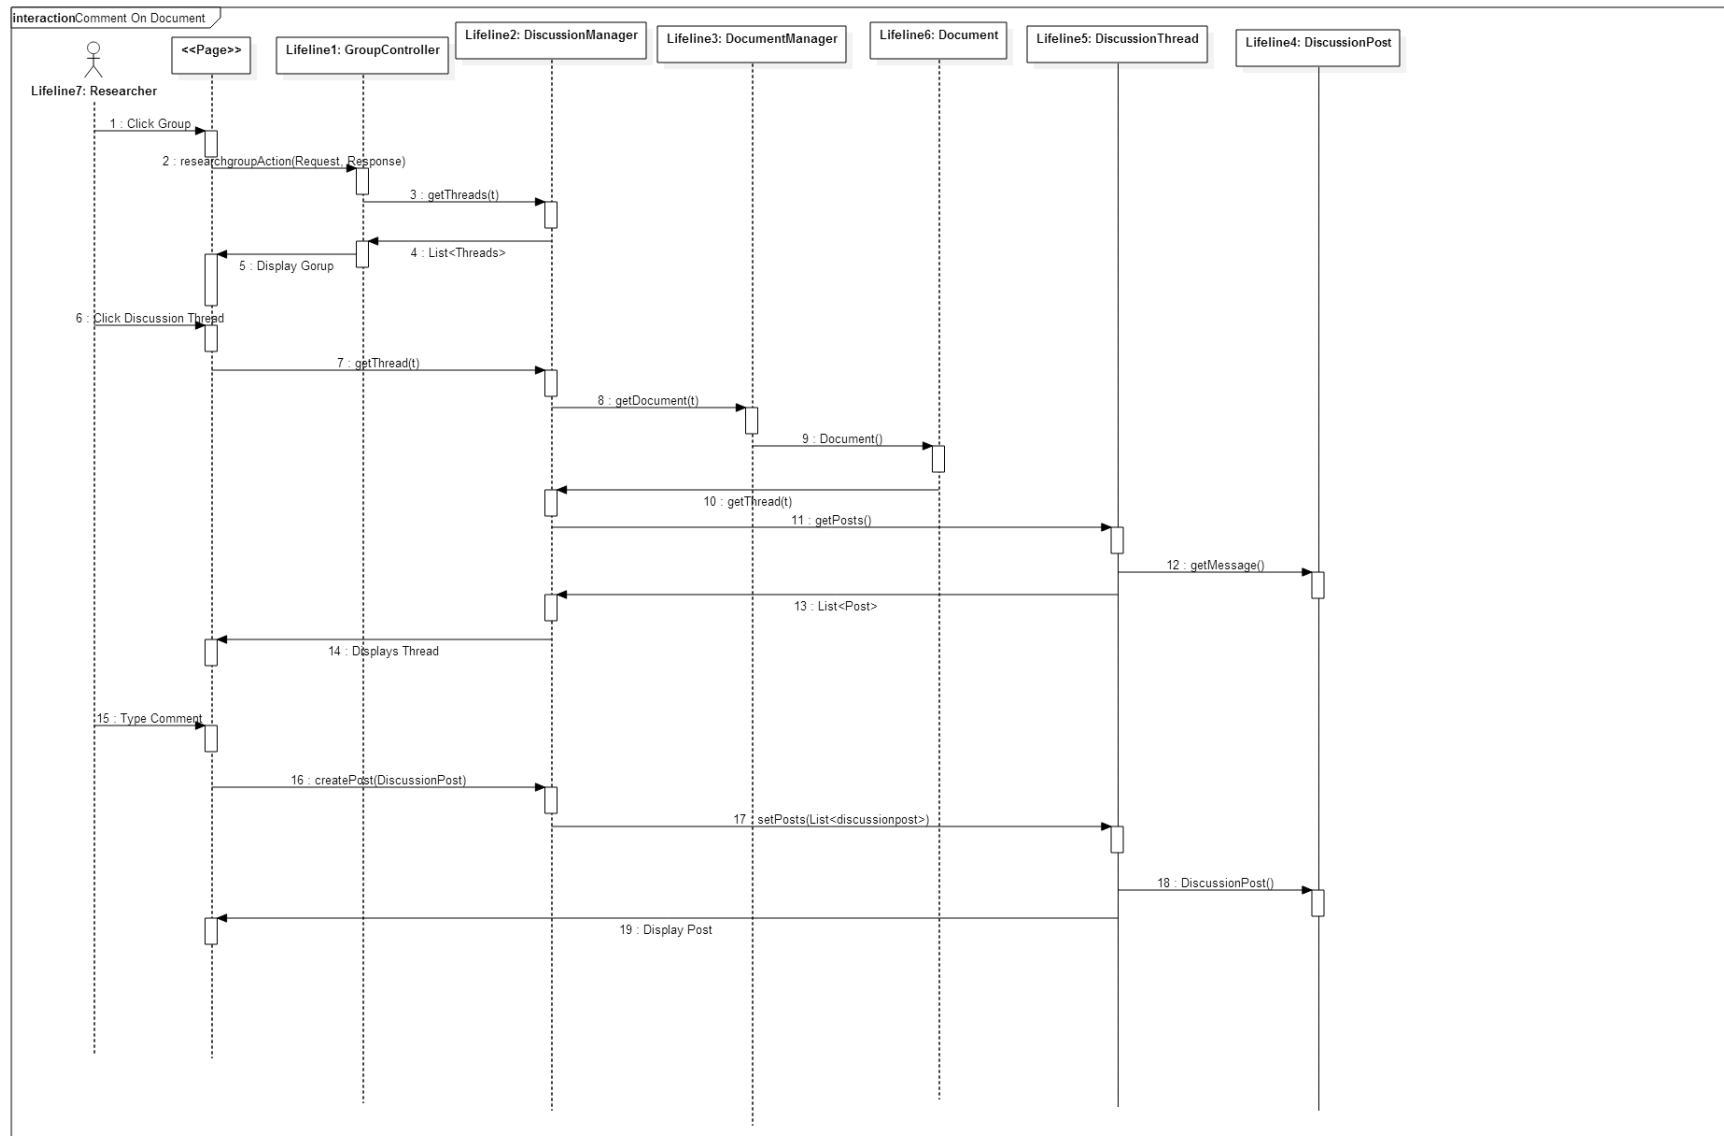 interactionComment On Document
<<Page>>
Lifeline1: GroupController
Lifeline2: DiscussionManager
Lifeline3: DocumentManager
Lifeline6: Document
Lifeline5: DiscussionThread
Lifeline4: DiscussionPost
Lifeline7: Researcher
1 : Click Group
2 : researchgroupAction(Request, Response)
3 : getThreads(t)
4 : List<Threads>
5 : Display Gorup
6 : Click Discussion Thread
7 : getThread(t)
8 : getDocument(t)
9 : Document()
10 : getThread(t)
11 : getPosts()
12 : getMessage()
13 : List<Post>
14 : Displays Thread
15 : Type Comment
16 : createPost(DiscussionPost)
17 : setPosts(List<discussionpost>)
18 : DiscussionPost()
19 : Display Post